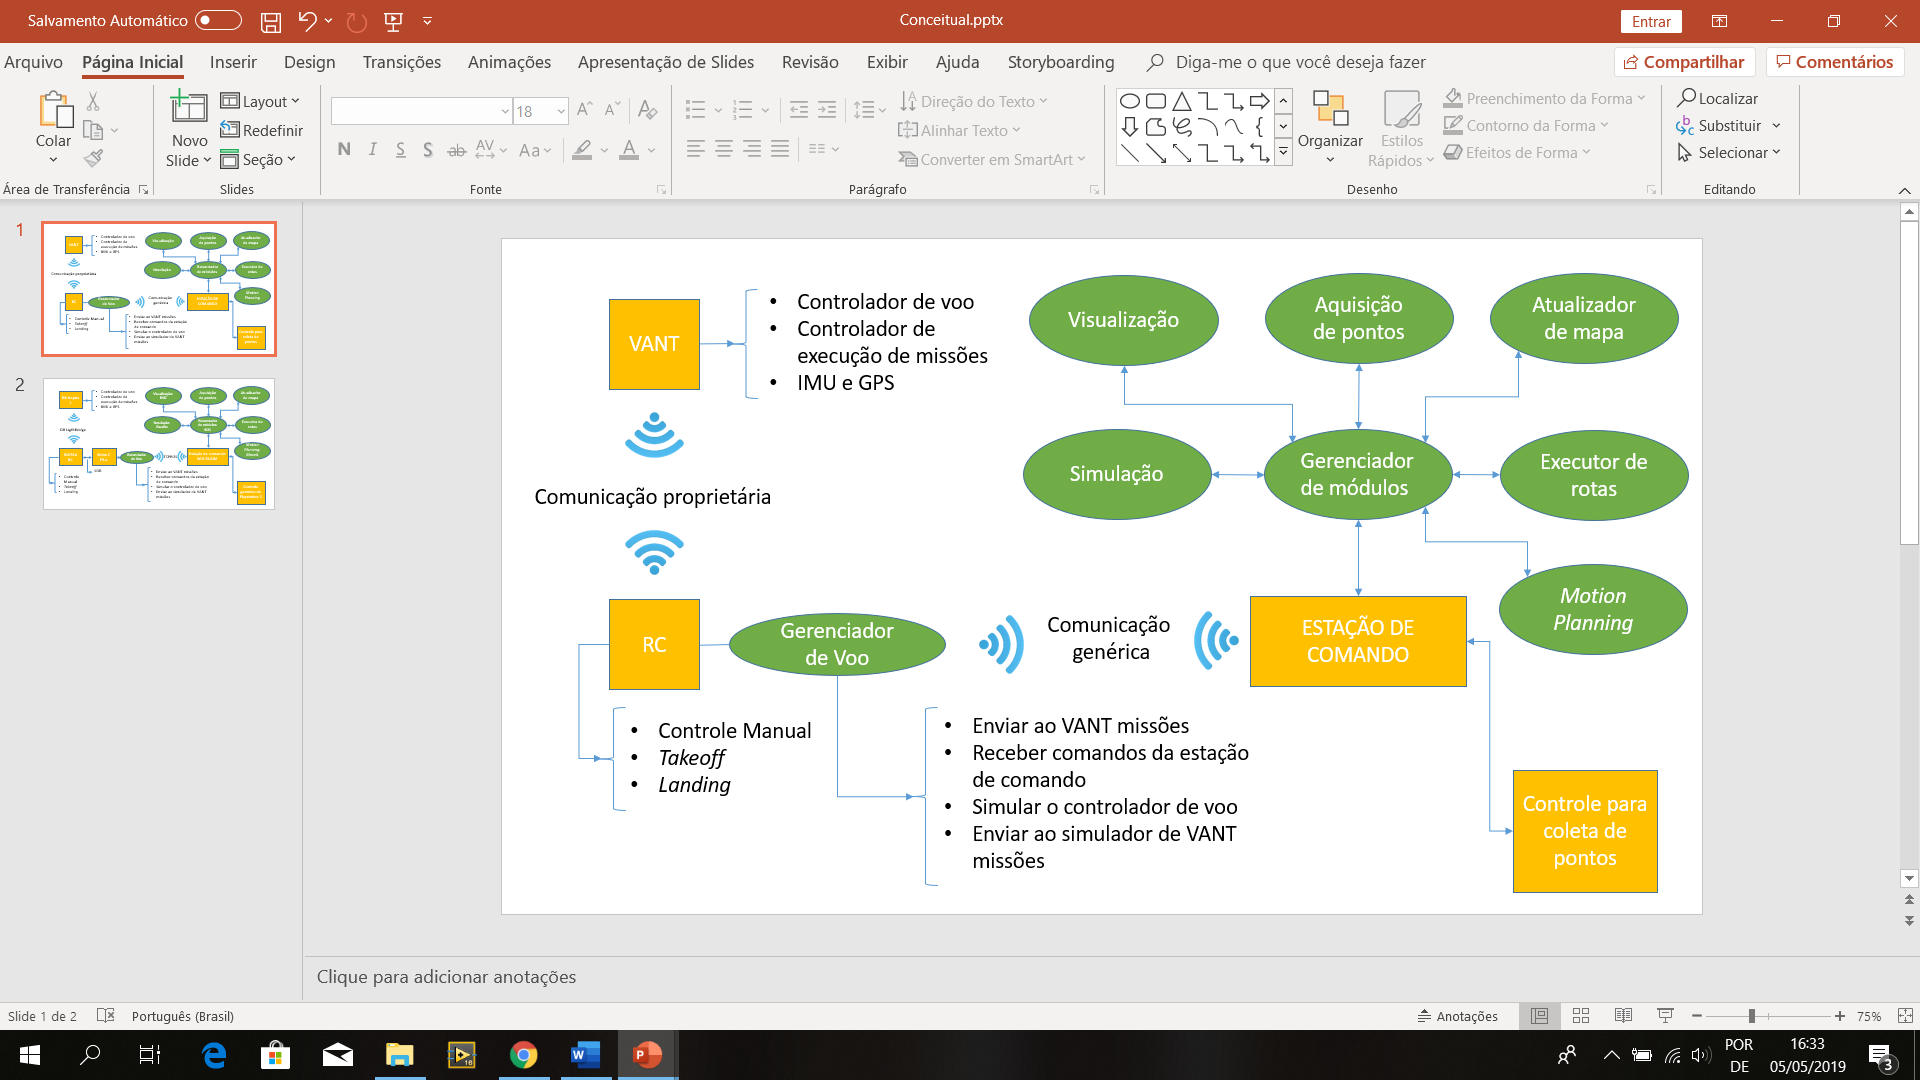 Salvamento Automático
Conceitual.pptx
Entrar
Arquivo
Página Inicial
Inserir
Design
Transições
Animações
Apresentação de Slides
Revisão
Exibir
Ajuda
Storyboarding
Diga-me o que você deseja fazer
Compartilhar
Comentários
Colar
Área de Transferência
Novo
Slide
Layout
Redefinir
Seção
Slides
18
N I S S ab AV Aa A
Fonte
Direção do Texto
Alinhar Texto
Converter em SmartArt
Parágrafo
Organizar
Estilos
Rápidos
Preenchimento da Forma
Contorno da Forma
Efeitos de Forma
Desenho
Localizar
Substituir
Selecionar
Editando
1
2
VANT
• Controlador de voo
• Controlador de
execução de missões
• IMU e GPS
Comunicação proprietária
RC
Gerenciador
de Voo
• Controle Manual
• Takeoff
• Landing
Comunicação
genérica
• Enviar ao VANT missões
• Receber comandos da estação
de comando
• Simular o controlador de voo
• Enviar ao simulador de VANT
missões
Visualização
Aquisição
de pontos
Atualizador
de mapa
Simulação
Gerenciador
de módulos
Executor de
rotas
Motion
Planning
ESTAÇÃO DE
COMANDO
Controle para
coleta de
pontos
Clique para adicionar anotações
Slide 1 de 2
Português (Brasil)
Anotações
75%
POR
DE
16:33
05/05/2019
3